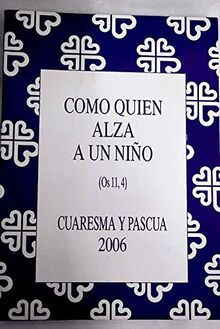 COMO QUIEN
ALZA
A UN NIÑO
(Os 11, 4)
CUARESMA Y PASCUA
2006